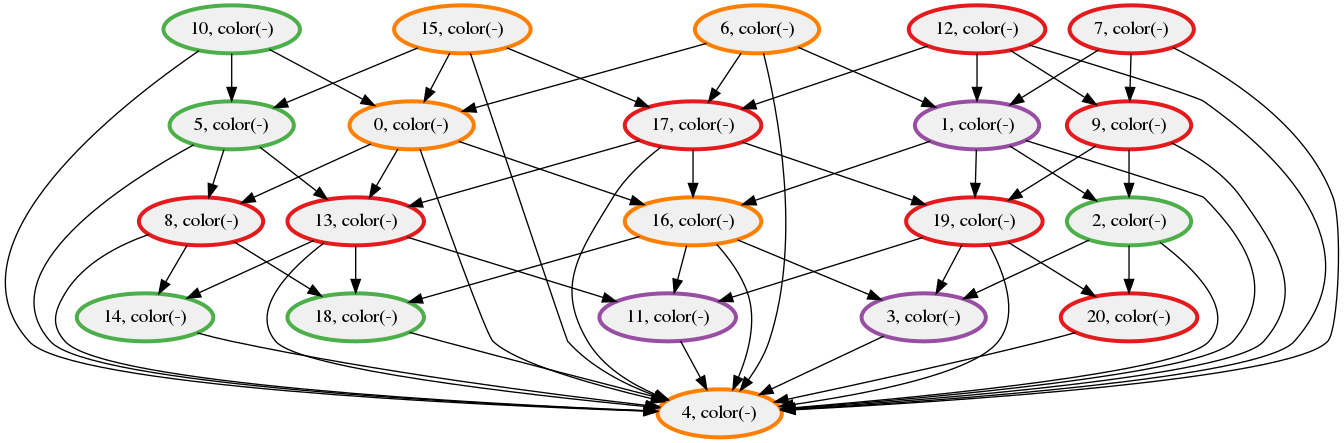 10, color(-)
15, color(-)
6, color(-)
12, color(-)
7, color(-)
5, color(-)
0, color(-)
17, color(-)
1, color(-)
9, color(-)
8, color(-)
13, color(-)
16, color(-)
19, color(-)
2, color(-)
14, color(-)
18, color(-)
11, color(-)
3, color(-)
20, color(-)
4, color(-)